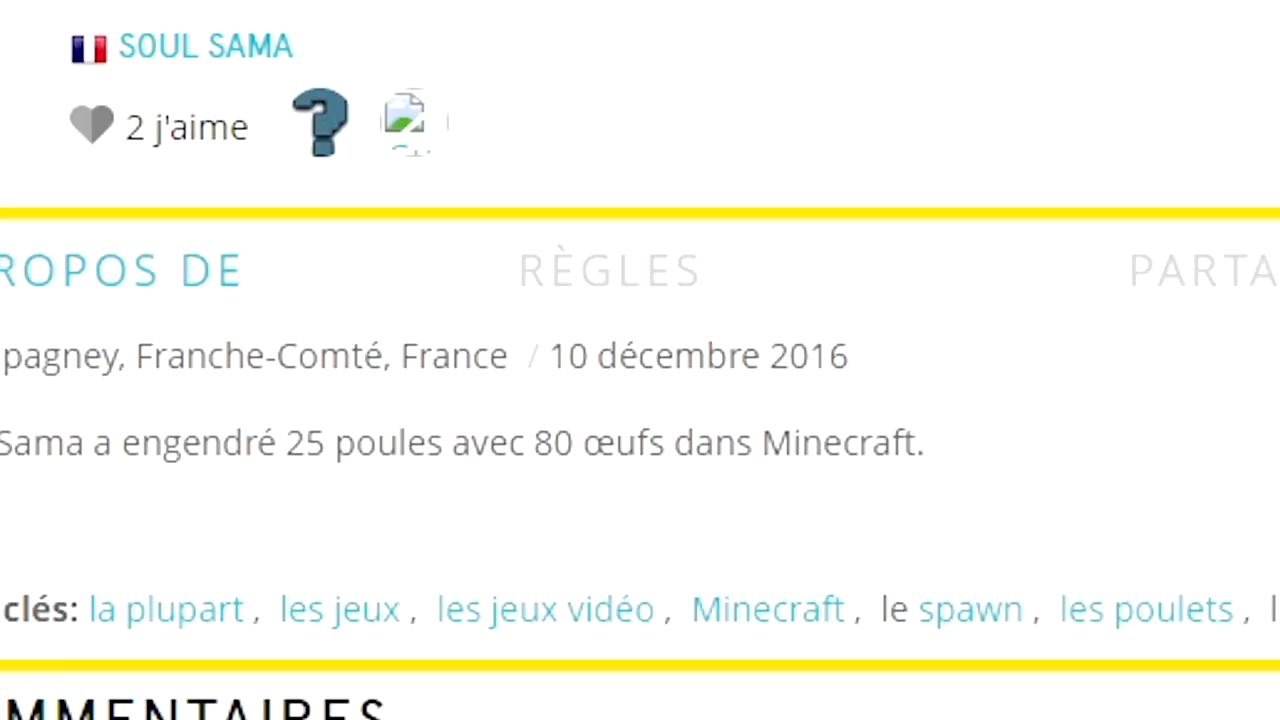 SOUL SAMA
2 j'aime
ROPOS DE RÈGLES PARTA
pagney, Franche-Comté, France / 10 décembre 2016
Sama a engendré 25 poules avec 80 œufs dans Minecraft.
clés: la plupart , les jeux , les jeux vidéo , Minecraft , le spawn , les poulets , l
MMENTAIRES